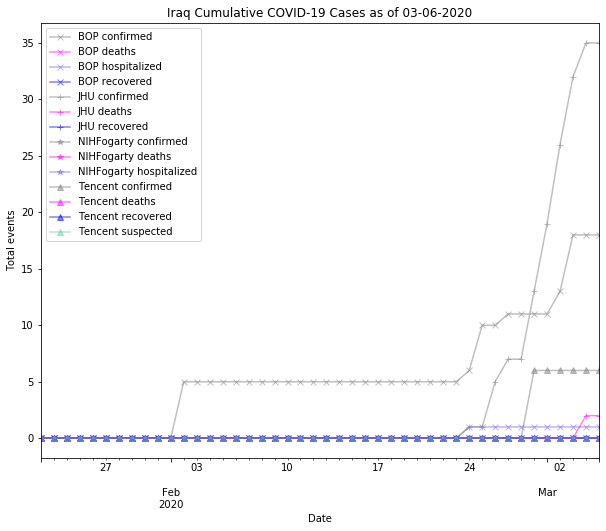 Iraq Cumulative COVID-19 Cases as of 03-06-2020
BOP confirmed
BOP deaths
BOP hospitalized
BOP recovered
JHU confirmed
JHU deaths
JHU recovered
NIHFogarty confirmed
NIHFogarty deaths
NIHFogarty hospitalized
Tencent confirmed
Tencent deaths
Tencent recovered
Tencent suspected
Total events
35
30
25
20
15
10
5
0
27 03 10 17 24 02
Feb Mar
2020
Date